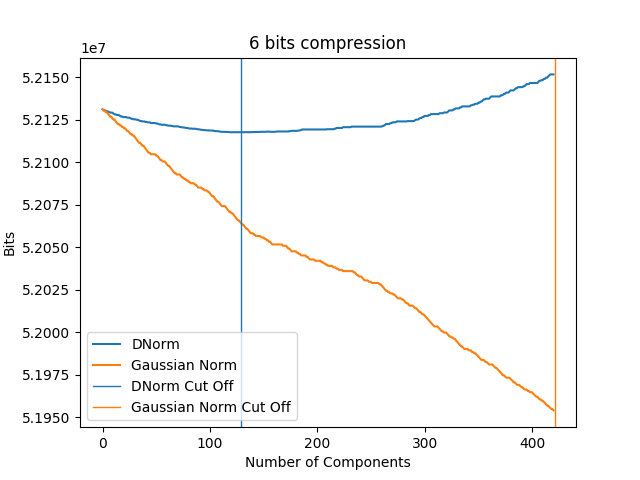 6 bits compression
1e7
5.2150
5.2125
5.2100
5.2075
5.2050
5.2025
5.2000
5.1975
5.1950
Bits
DNorm
Gaussian Norm
DNorm Cut Off
Gaussian Norm Cut Off
0 100 200 300 400
Number of Components